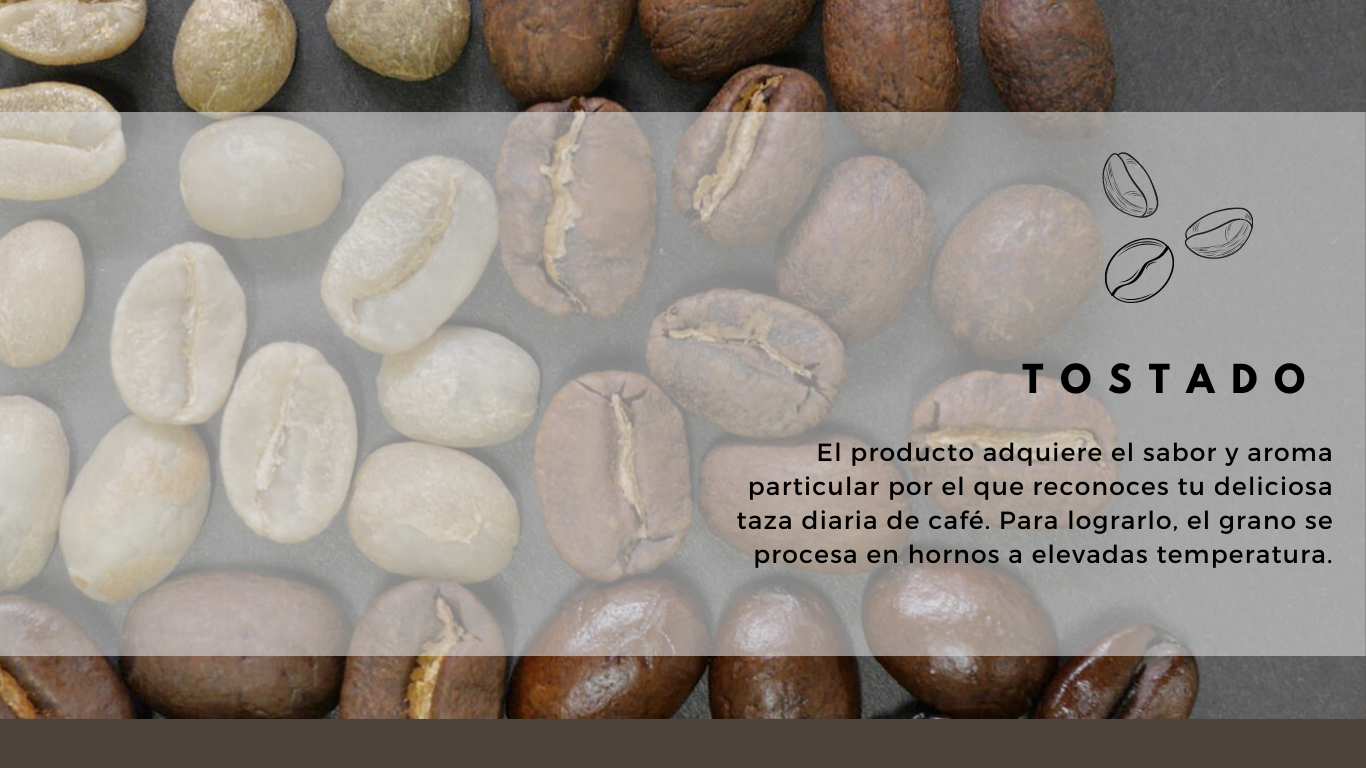 TOSTADO
El producto adquiere el sabor y aroma
particular por el que reconoces tu deliciosa
taza diaria de café. Para lograrlo, el grano se
procesa en hornos a elevadas temperatura.